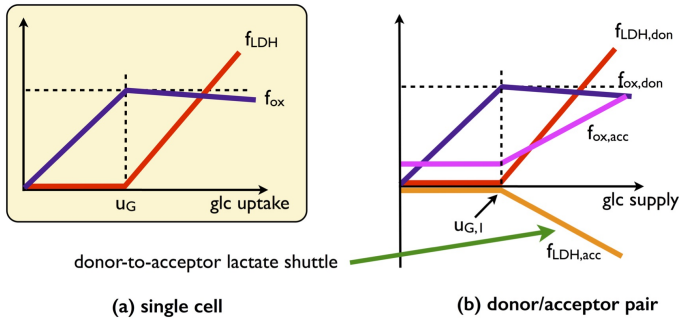 fLDH
fox
uG
glc uptake
(a) single cell
fLDH,don
fox,don
fox,acc
glc supply
uG,1
fLDH,acc
donor-to-acceptor lactate shuttle
(b) donor/acceptor pair